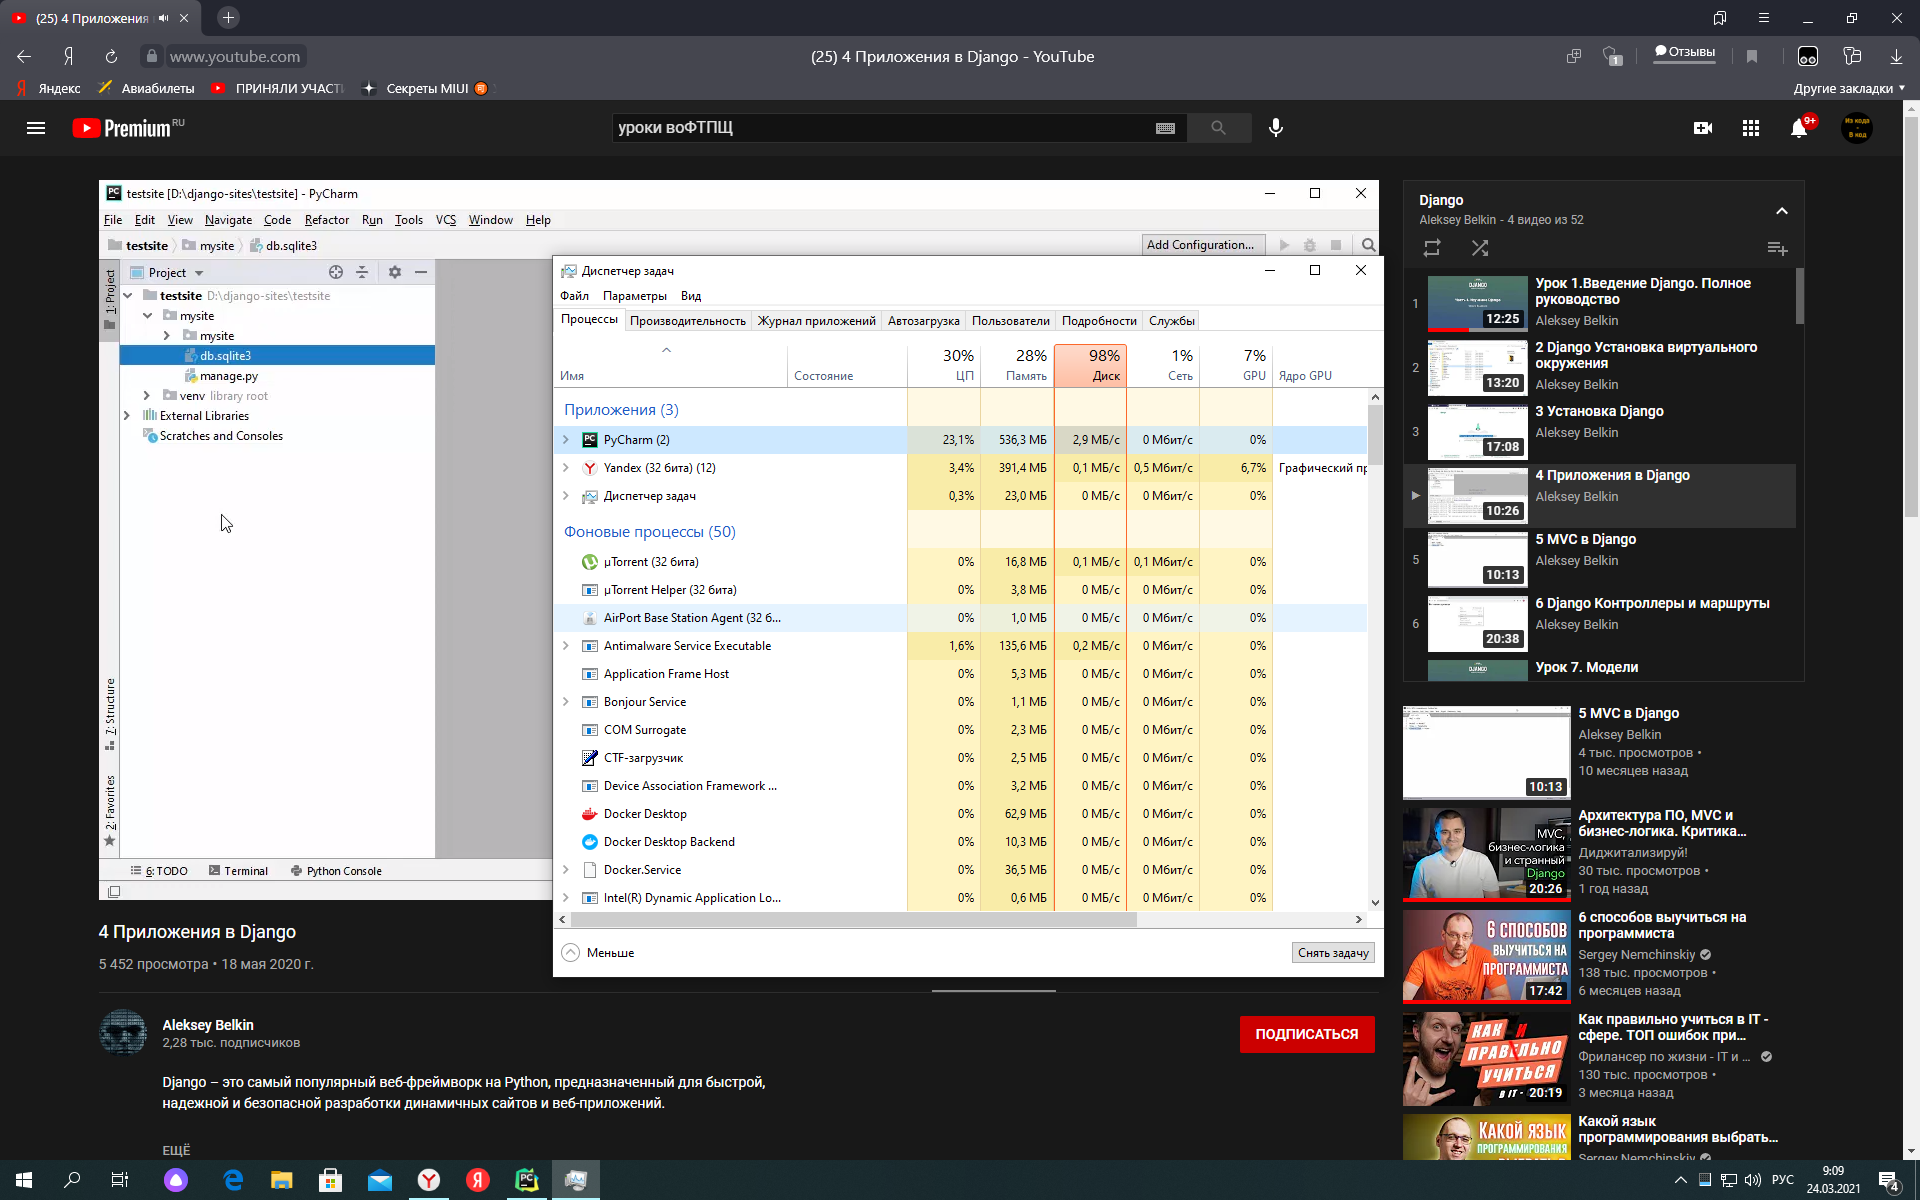 (25) 4 Приложения
www.youtube.com
(25) 4 Приложения в Django - YouTube
1
Отзывы
Яндекс
Авиабилеты
ПРИНЯЛИ УЧАСТ
Секреты MIUI
Другие закладки
Premium RU
уроки воФТПЩ
9+
Из кода
в код
testsite [D:\django-sites\testsite] - PyCharm
File Edit View Navigate Code Refactor Run Tools VCS Window Help
testsite mysite db.sqlite3
Add Configuration...
1: Project
Project
testsite D:\django-sites\testsite
mysite
mysite
db.sqlite3
manage.py
venv library root
External Libraries
Scratches and Consoles
7: Structure
2: Favorites
6: TODO Terminal Python Console
Диспетчер задач
Файл Параметры Вид
Процессы Производительность Журнал приложений Автозагрузка Пользователи Подробности Службы
30% 28% 98% 1% 7%
Имя Состояние ЦП Память Диск Сеть GPU Ядро GPU
Приложения (3)
PyCharm (2) 23,1% 536,3 МБ 2,9 МБ/с 0 Мбит/с 0%
Yandex (32 бита) (12) 3,4% 391,4 МБ 0,1 МБ/с 0,5 Мбит/с 6,7% Графический пр
Диспетчер задач 0,3% 23,0 МБ 0 МБ/с 0 Мбит/с 0%
Фоновые процессы (50)
µTorrent (32 бита) 0% 16,8 МБ 0,1 МБ/с 0,1 Мбит/с 0%
µTorrent Helper (32 бита) 0% 3,8 МБ 0 МБ/с 0 Мбит/с 0%
AirPort Base Station Agent (32 б... 0% 1,0 МБ 0 МБ/с 0 Мбит/с 0%
Antimalware Service Executable 1,6% 135,6 МБ 0,2 МБ/с 0 Мбит/с 0%
Application Frame Host 0% 5,3 МБ 0 МБ/с 0 Мбит/с 0%
Bonjour Service 0% 1,1 МБ 0 МБ/с 0 Мбит/с 0%
COM Surrogate 0% 2,3 МБ 0 МБ/с 0 Мбит/с 0%
CTF-загрузчик 0% 2,5 МБ 0 МБ/с 0 Мбит/с 0%
Device Association Framework ... 0% 3,2 МБ 0 МБ/с 0 Мбит/с 0%
Docker Desktop 0% 62,9 МБ 0 МБ/с 0 Мбит/с 0%
Docker Desktop Backend 0% 10,3 МБ 0 МБ/с 0 Мбит/с 0%
Docker.Service 0% 36,5 МБ 0 МБ/с 0 Мбит/с 0%
Intel(R) Dynamic Application Lo... 0% 0,6 МБ 0 МБ/с 0 Мбит/с 0%
Меньше
Снять задачу
4 Приложения в Django
5 452 просмотра • 18 мая 2020 г.
Aleksey Belkin
2,28 тыс. подписчиков
ПОДПИСАТЬСЯ
Django – это самый популярный веб-фреймворк на Python, предназначенный для быстрой,
надежной и безопасной разработки динамичных сайтов и веб-приложений.
ЕЩЁ
Django
Aleksey Belkin - 4 видео из 52
1
12:25
Урок 1.Введение Django. Полное
руководство
Aleksey Belkin
2
13:20
2 Django Установка виртуального
окружения
Aleksey Belkin
3
17:08
3 Установка Django
Aleksey Belkin
10:26
4 Приложения в Django
Aleksey Belkin
5
10:13
5 MVC в Django
Aleksey Belkin
6
20:38
6 Django Контроллеры и маршруты
Aleksey Belkin
Урок 7. Модели
10:13
5 MVC в Django
Aleksey Belkin
4 тыс. просмотров •
10 месяцев назад
MVC,
бизнес-логика
и странный
Django
20:26
Архитектура ПО, MVC и
бизнес-логика. Критика...
Диджитализируй!
30 тыс. просмотров •
1 год назад
6 СПОСОБОВ
ВЫУЧИТЬСЯ НА
ПРОГРАММИСТА
17:42
6 способов выучиться на
программиста
Sergey Nemchinskiy
138 тыс. просмотров •
6 месяцев назад
КАК И
ПРАВИЛЬНО
УЧИТЬСЯ
В IT -
20:19
Как правильно учиться в IT -
сфере. ТОП ошибок при...
Фрилансер по жизни - IT и ...
130 тыс. просмотров •
3 месяца назад
КАКОЙ ЯЗЫК
ПРОГРАММИРОВАНИЯ
Какой язык
программирования выбрать...
Sergey Nemchinskiy
РУС
9:09
24.03.2021
4